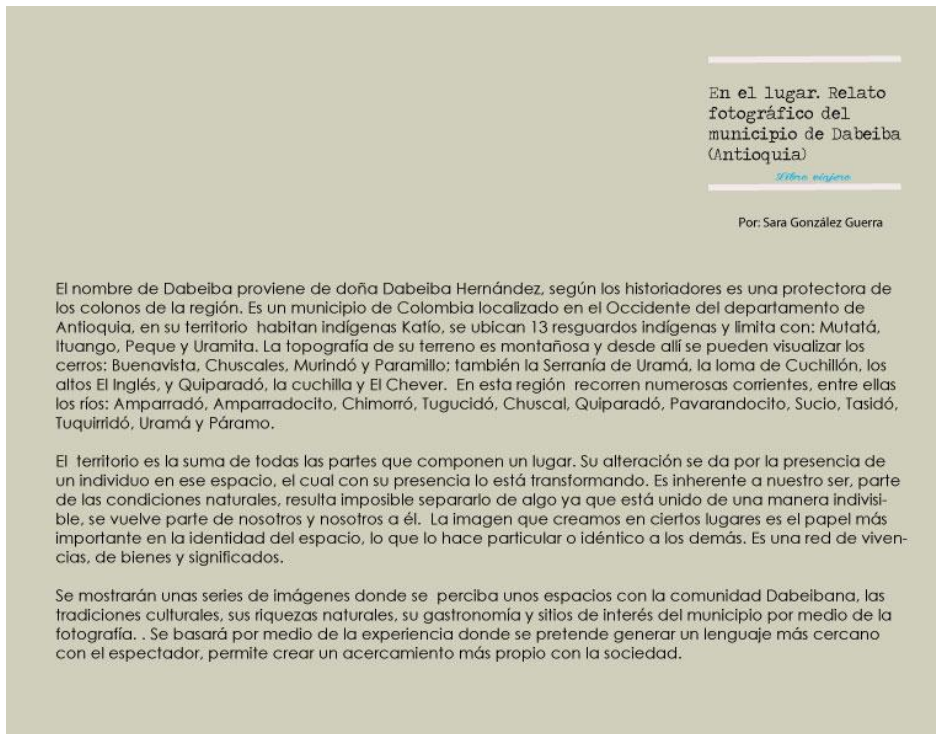 En el lugar. Relato
fotográfico del
municipio de Dabeiba
(Antioquia)
Libro viajero
Por: Sara González Guerra
El nombre de Dabeiba proviene de doña Dabeiba Hernández, según los historiadores es una protectora de
los colonos de la región. Es un municipio de Colombia localizado en el Occidente del departamento de
Antioquia, en su territorio  habitan indígenas Katío, se ubican 13 resguardos indígenas y limita con: Mutatá,
Ituango, Peque y Uramita. La topografía de su terreno es montañosa y desde allí se pueden visualizar los
cerros: Buenavista, Chuscales, Murindó y Paramillo; también la Serranía de Uramá, la loma de Cuchillón, los
altos El Inglés, y Quiparadó, la cuchilla y El Chever.  En esta región  recorren numerosas corrientes, entre ellas
los ríos: Amparradó, Amparradocito, Chimorró, Tugucidó, Chuscal, Quiparadó, Pavarandocito, Sucio, Tasidó,
Tuquirridó, Uramá y Páramo.
El  territorio es la suma de todas las partes que componen un lugar. Su alteración se da por la presencia de
un individuo en ese espacio, el cual con su presencia lo está transformando. Es inherente a nuestro ser, parte
de las condiciones naturales, resulta imposible separarlo de algo ya que está unido de una manera indivisi-
ble, se vuelve parte de nosotros y nosotros a él.  La imagen que creamos en ciertos lugares es el papel más
importante en la identidad del espacio, lo que lo hace particular o idéntico a los demás. Es una red de viven-
cias, de bienes y significados.
Se mostrarán unas series de imágenes donde se  perciba unos espacios con la comunidad Dabeibana, las
tradiciones culturales, sus riquezas naturales, su gastronomía y sitios de interés del municipio por medio de la
fotografía. . Se basará por medio de la experiencia donde se pretende generar un lenguaje más cercano
con el espectador, permite crear un acercamiento más propio con la sociedad.